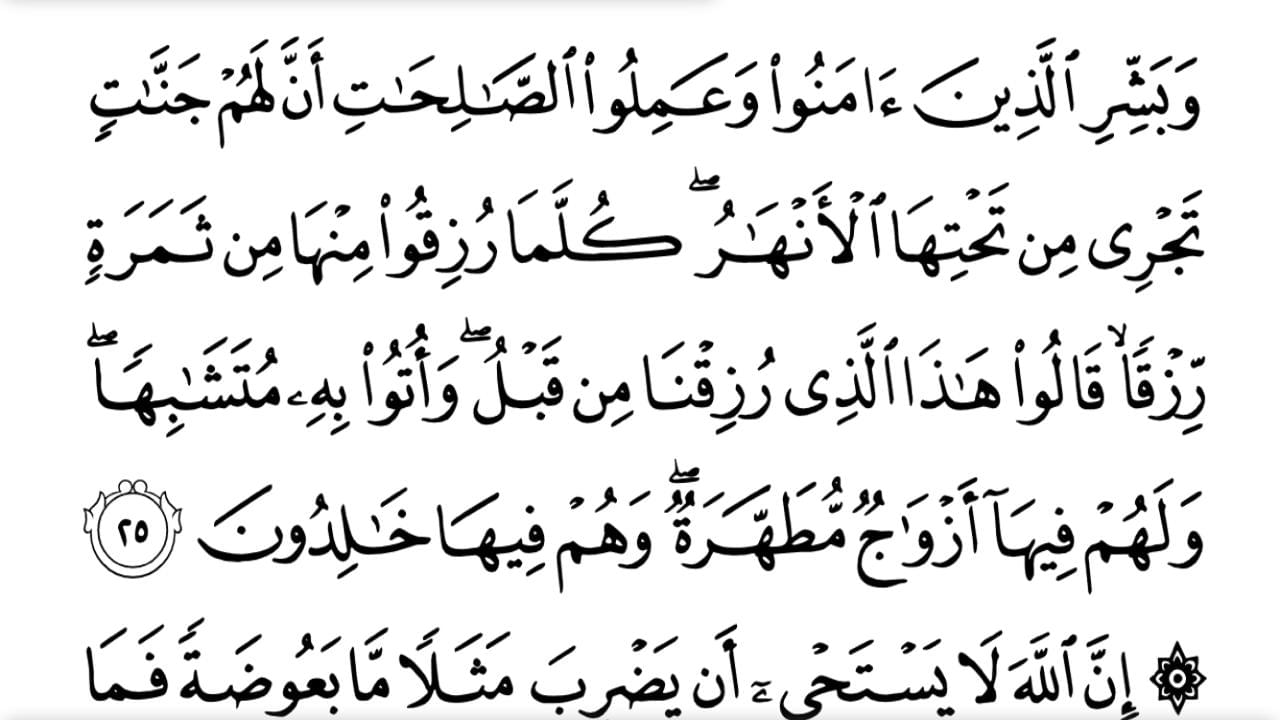 وَبَشِّرِ ٱلَّذِينَ ءَامَنُوا۟ وَعَمِلُوا۟ ٱلصَّـٰلِحَـٰتِ أَنَّ لَهُمْ جَنَّـٰتٍ
تَجْرِى مِن تَحْتِهَا ٱلْأَنْهَـٰرُ ۖ كُلَّمَا رُزِقُوا۟ مِنْهَا مِن ثَمَرَةٍ
رِّزْقًا ۙ قَالُوا۟ هَـٰذَا ٱلَّذِى رُزِقْنَا مِن قَبْلُ ۖ وَأُتُوا۟ بِهِۦ مُتَشَـٰبِهًا ۖ
وَلَهُمْ فِيهَآ أَزْوَٰجٌ مُّطَهَّرَةٌ ۖ وَهُمْ فِيهَا خَـٰلِدُونَ ٢٥
۞ إِنَّ ٱللَّهَ لَا يَسْتَحْىِۦٓ أَن يَضْرِبَ مَثَلًا مَّا بَعُوضَةً فَمَا